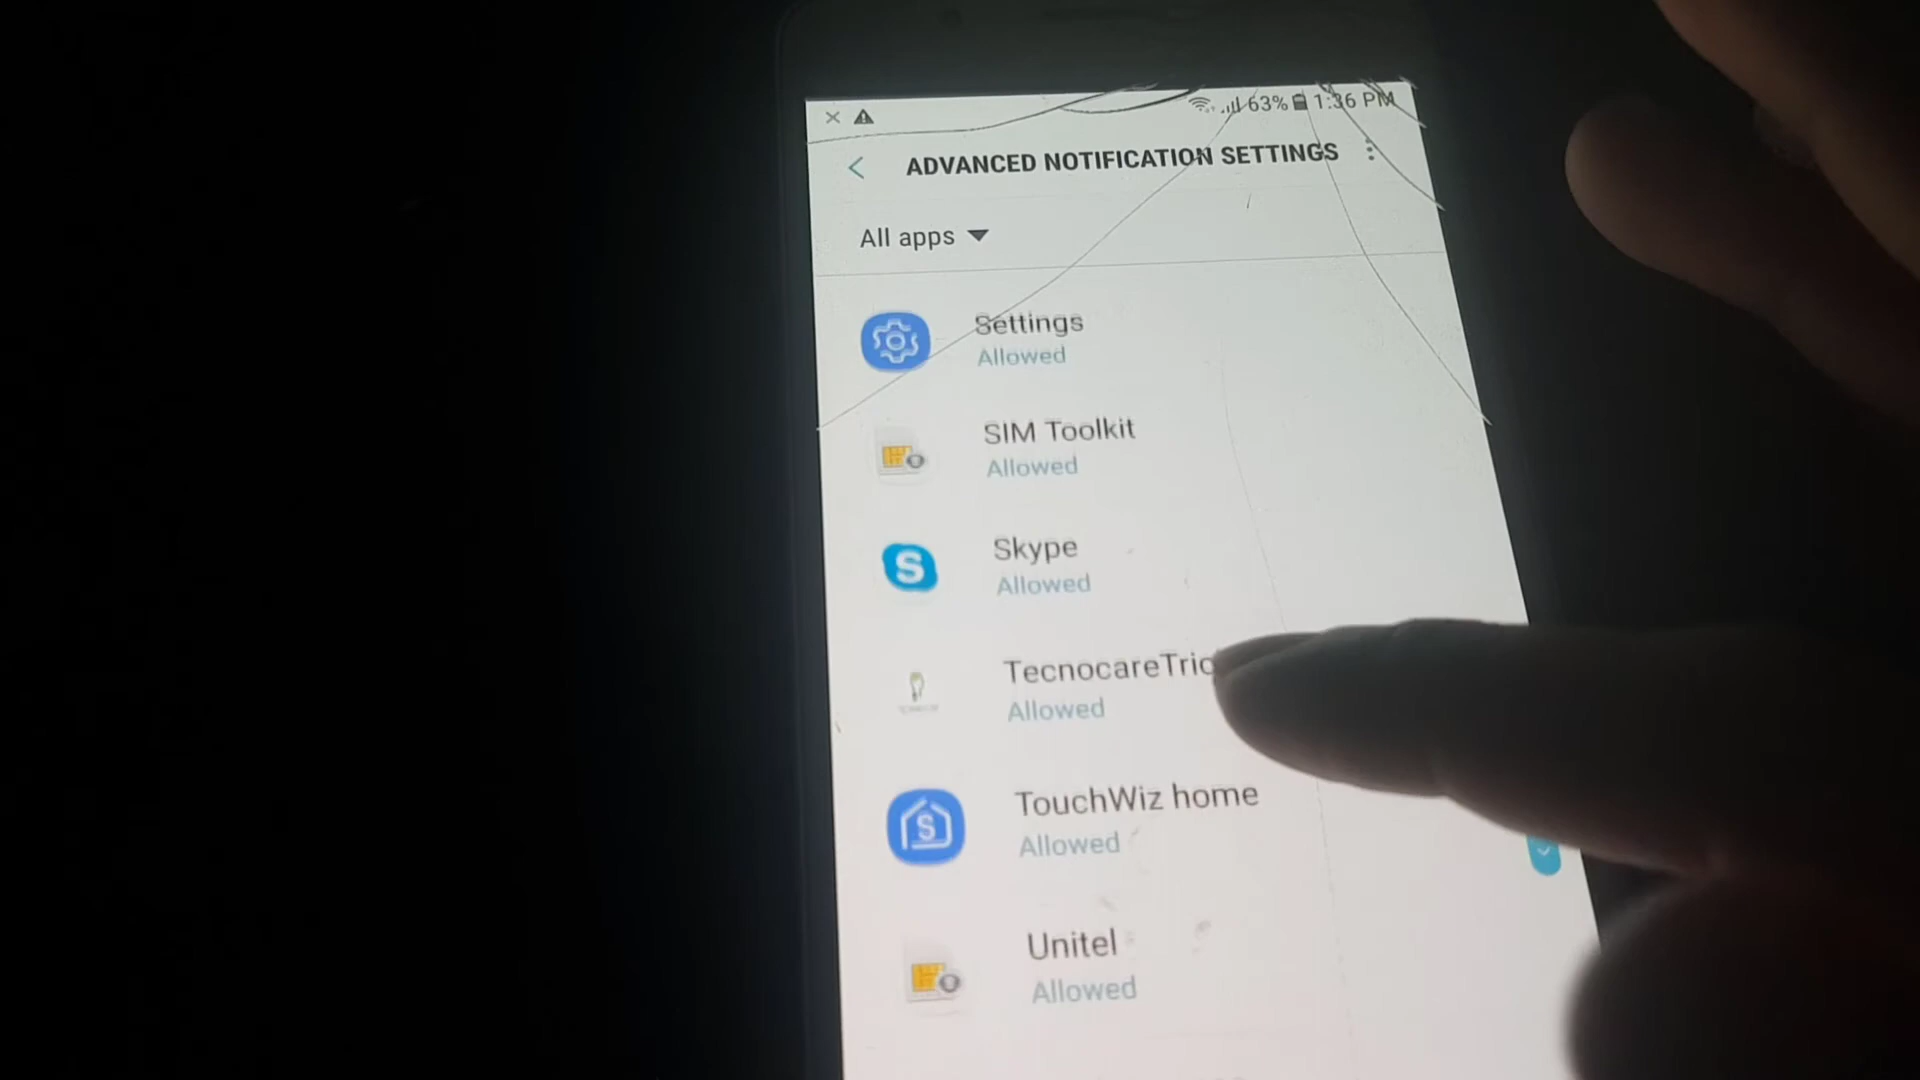 63% 1:36 PM
ADVANCED NOTIFICATION SETTINGS
All apps
Settings
Allowed
SIM Toolkit
Allowed
S
Skype
Allowed
TecnocareTric
Allowed
S
TouchWiz home
Allowed
Unitel
Allowed